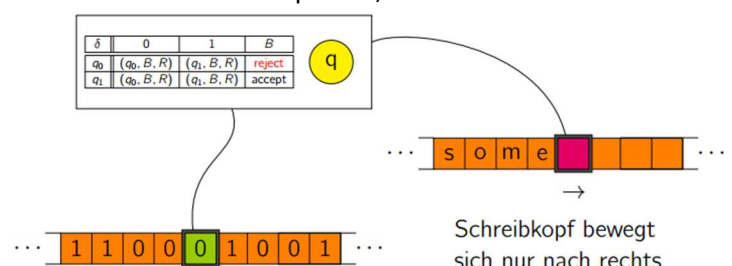 δ 0 1 B
q₀ (q₀, B, R) (q₁, B, R) reject
q₁ (q₀, B, R) (q₁, B, R) accept
q
··· s o m e ···
→
Schreibkopf bewegt
sich nur nach rechts
··· 1 1 0 0 0 1 0 0 1 ···